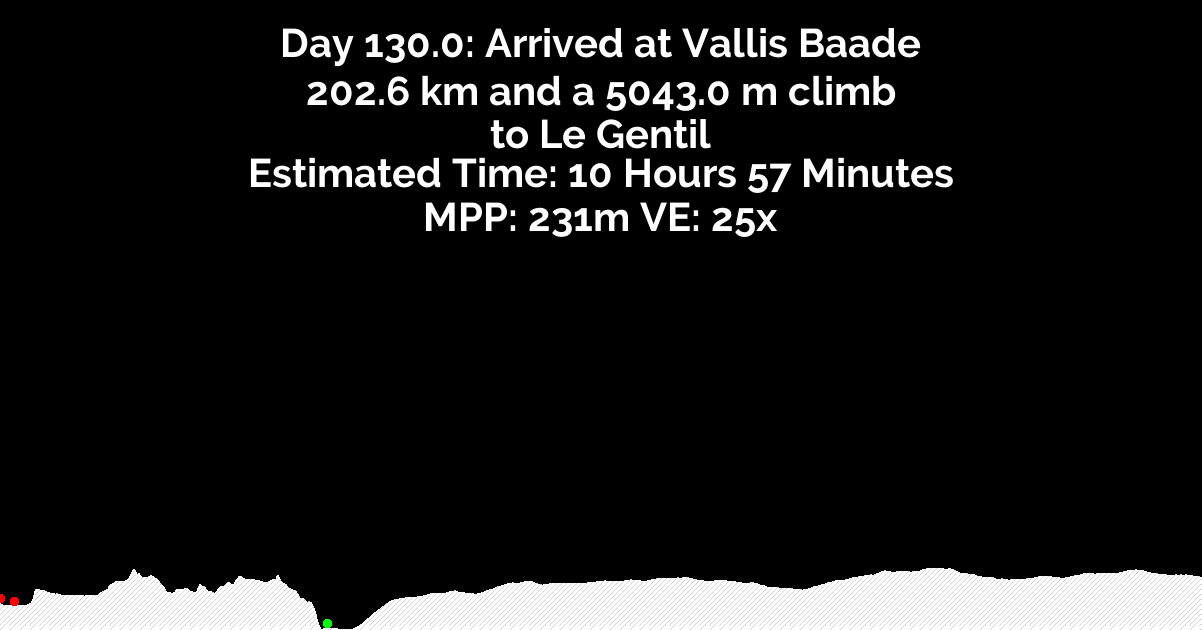 Day 130.0: Arrived at Vallis Baade
202.6 km and a 5043.0 m climb
to Le Gentil
Estimated Time: 10 Hours 57 Minutes
MPP: 231m VE: 25x